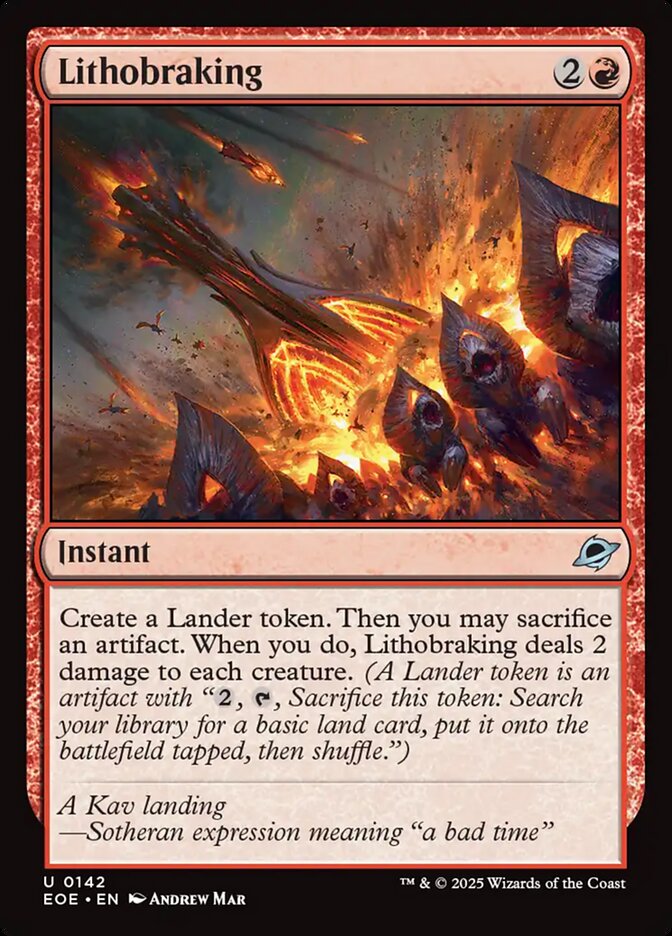 Lithobraking 2
Instant
Create a Lander token. Then you may sacrifice
an artifact. When you do, Lithobraking deals 2
damage to each creature. (A Lander token is an
artifact with “2, , Sacrifice this token: Search
your library for a basic land card, put it onto the
battlefield tapped, then shuffle.”)
A Kav landing
—Sotheran expression meaning “a bad time”
U 0142
EOE • EN Andrew Mar
™ & © 2025 Wizards of the Coast